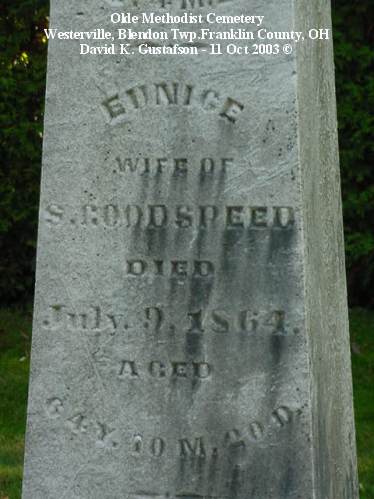 Olde Methodist Cemetery
Westerville, Blendon Twp.Franklin County, OH
David K. Gustafson - 11 Oct 2003 ©
EUNICE
WIFE OF
S. GOODSPEED
DIED
July. 9. 1864.
AGED
64 Y. 10 M. 20 D.